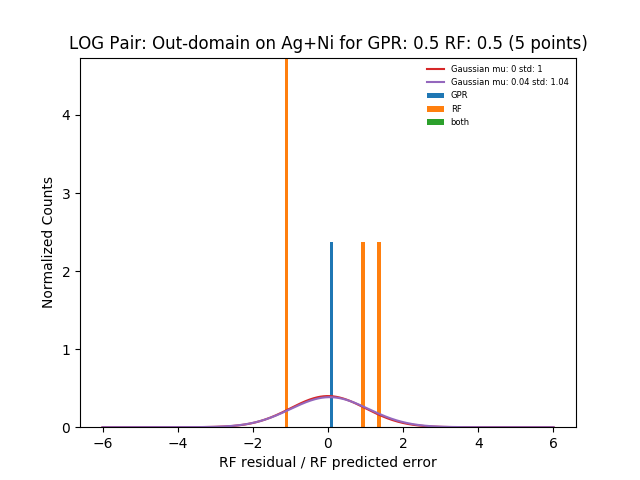 LOG Pair: Out-domain on Ag+Ni for GPR: 0.5 RF: 0.5 (5 points)
Gaussian mu: 0 std: 1
Gaussian mu: 0.04 std: 1.04
GPR
RF
both
Normalized Counts
4
3
2
1
0
−6 −4 −2 0 2 4 6
RF residual / RF predicted error